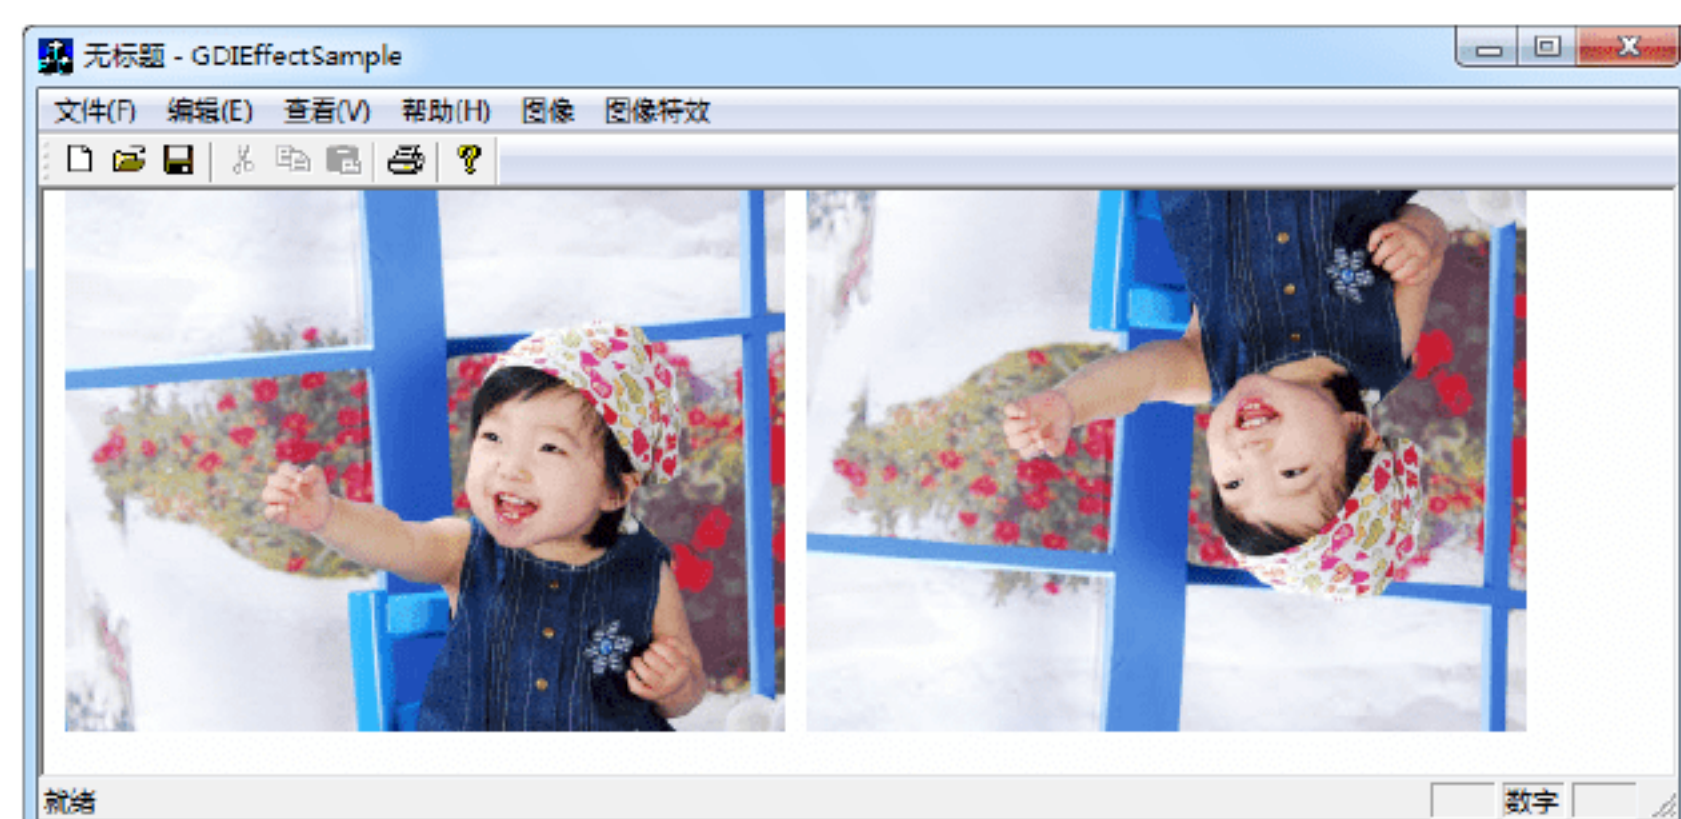 无标题 - GDIEffectSample
文件(F) 编辑(E) 查看(V) 帮助(H) 图像 图像特效
就绪 数字